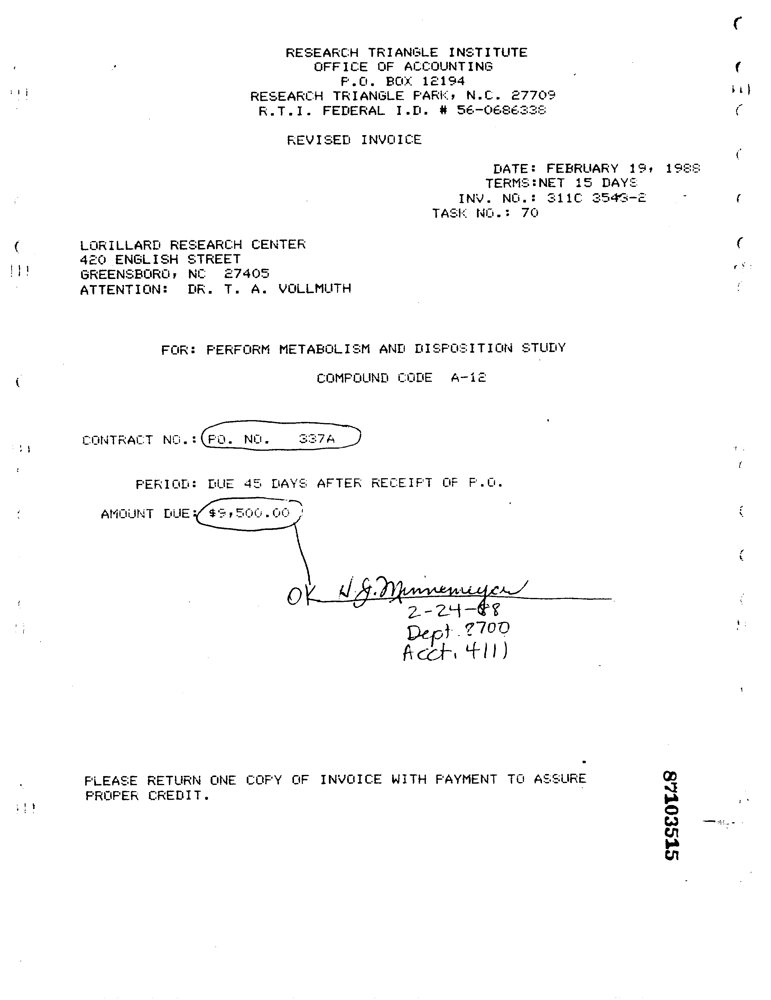 RESEARCH TRIANGLE INSTITUTE
OFFICE OF ACCOUNTING
P.O. BOX 12194
RESEARCH TRIANGLE PARK, N.C. 27709
R.T.I. FEDERAL I.D. # 56-0686338
REVISED INVOICE
DATE: FEBRUARY 19, 1988
TERMS:NET 15 DAYS
INV. NO.: 311C 3543-2
TASK NO.: 70
LORILLARD RESEARCH CENTER
420 ENGLISH STREET
GREENSBORO, NC 27405
ATTENTION: DR. T. A. VOLLMUTH
FOR: PERFORM METABOLISM AND DISPOSITION STUDY
COMPOUND CODE A-12
CONTRACT NO.: PO. NO. 337A
PERIOD: DUE 45 DAYS AFTER RECEIPT OF P.O.
AMOUNT DUE: $9,500.00
OK H.J. Minnemeyer
2-24-88
Dept. 8700
Acct. 4111
PLEASE RETURN ONE COPY OF INVOICE WITH PAYMENT TO ASSURE
PROPER CREDIT.
87103515